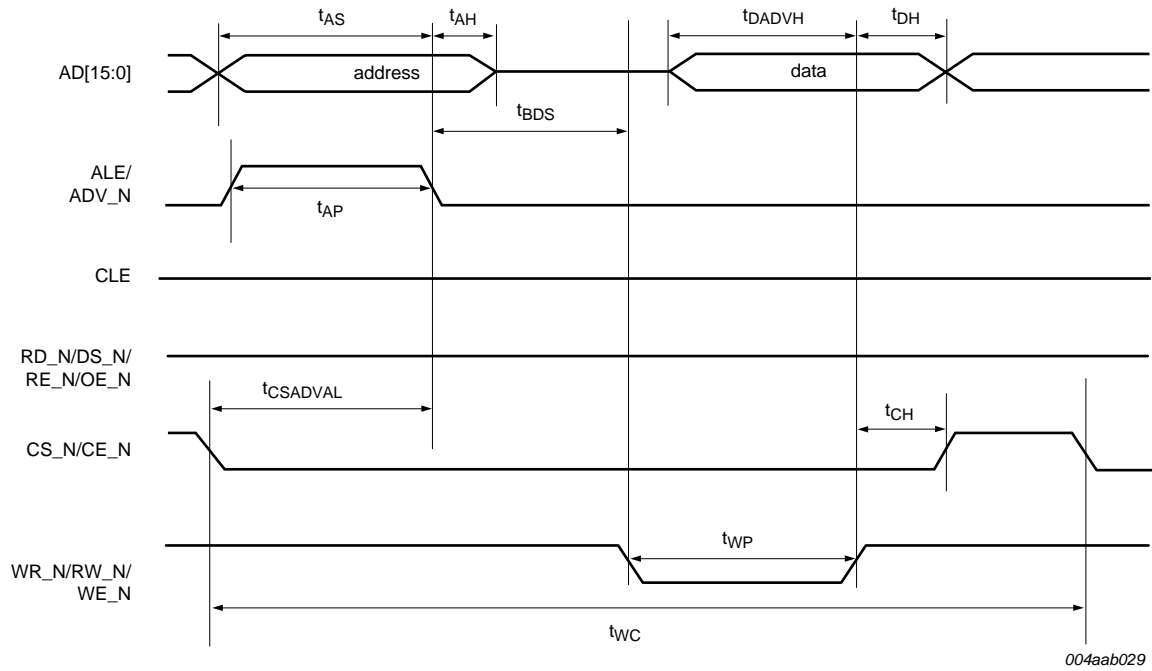 tAS
tAH
tDADVH
tDH
AD[15:0]
address
data
tBDS
ALE/
ADV_N
tAP
CLE
RD_N/DS_N/
RE_N/OE_N
tCSADVAL
tCH
CS_N/CE_N
tWP
WR_N/RW_N/
WE_N
tWC
004aab029